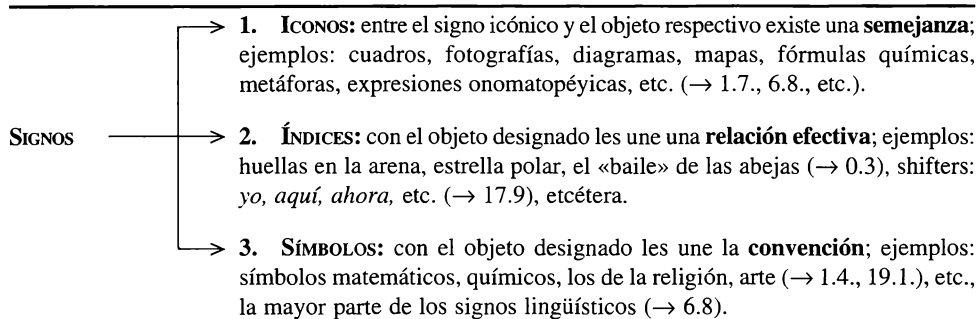 1. ICONOS: entre el signo icónico y el objeto respectivo existe una semejanza;
ejemplos: cuadros, fotografías, diagramas, mapas, fórmulas químicas,
metáforas, expresiones onomatopéyicas, etc. (→ 1.7., 6.8., etc.).
SIGNOS
2. ÍNDICES: con el objeto designado les une una relación efectiva; ejemplos:
huellas en la arena, estrella polar, el «baile» de las abejas (→ 0.3), shifters:
yo, aquí, ahora, etc. (→ 17.9), etcétera.
3. SÍMBOLOS: con el objeto designado les une la convención; ejemplos:
símbolos matemáticos, químicos, los de la religión, arte (→ 1.4., 19.1.), etc.,
la mayor parte de los signos lingüísticos (→ 6.8).